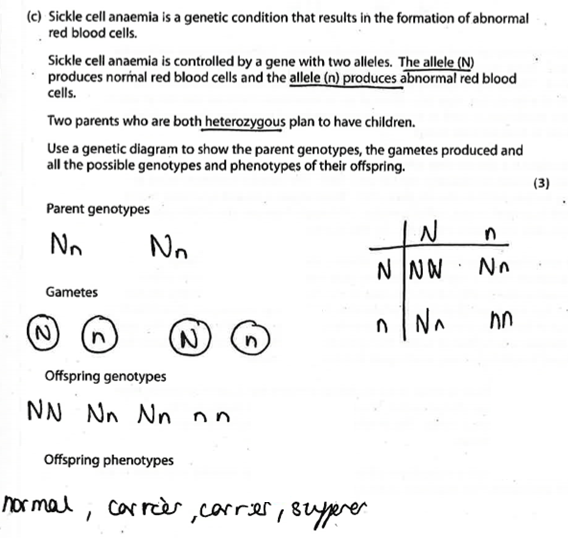 (c) Sickle cell anaemia is a genetic condition that results in the formation of abnormal
red blood cells.
Sickle cell anaemia is controlled by a gene with two alleles. The allele (N)
produces normal red blood cells and the allele (n) produces abnormal red blood
cells.
Two parents who are both heterozygous plan to have children.
Use a genetic diagram to show the parent genotypes, the gametes produced and
all the possible genotypes and phenotypes of their offspring.
(3)
Parent genotypes
Nn Nn
Gametes
N n N n
Offspring genotypes
NN Nn Nn nn
Offspring phenotypes
normal, carrier, carrier, sufferer
N n
N NN Nn
n Nn nn